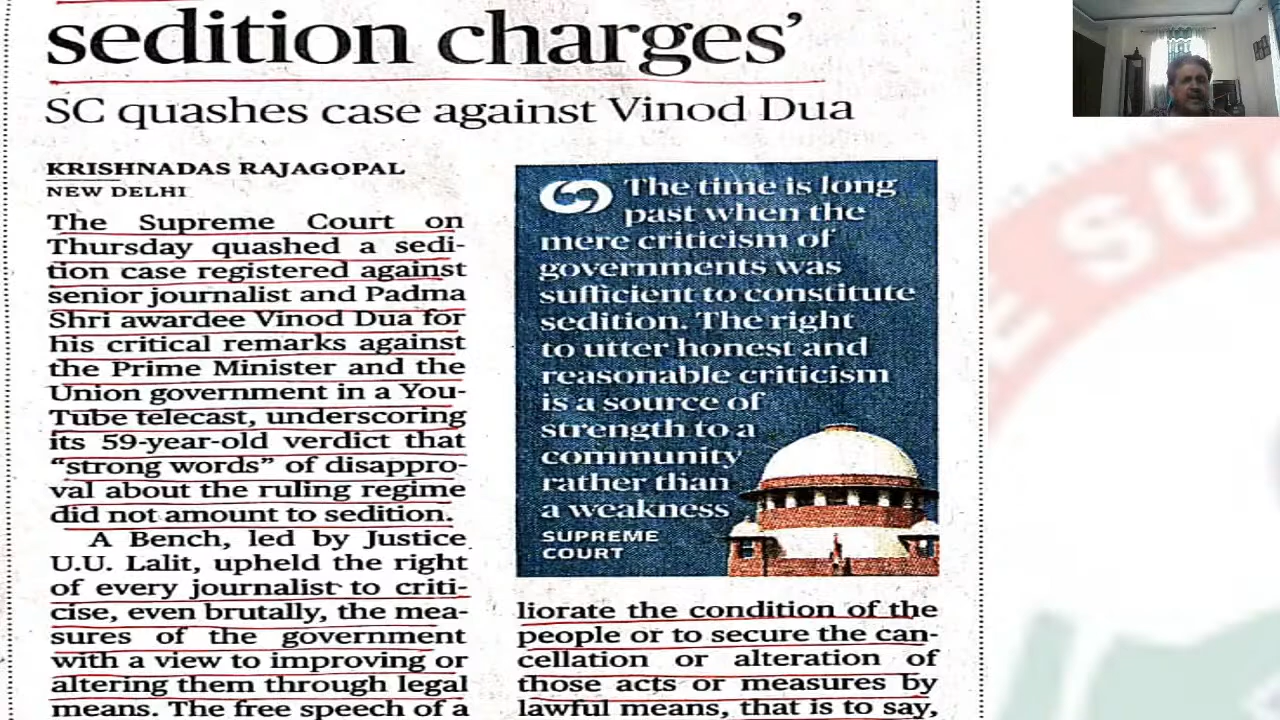 sedition charges’
SC quashes case against Vinod Dua
KRISHNADAS RAJAGOPAL
NEW DELHI
The Supreme Court on
Thursday quashed a sedi-
tion case registered against
senior journalist and Padma
Shri awardee Vinod Dua for
his critical remarks against
the Prime Minister and the
Union government in a You-
Tube telecast, underscoring
its 59-year-old verdict that
“strong words” of disappro-
val about the ruling regime
did not amount to sedition.
A Bench, led by Justice
U.U. Lalit, upheld the right
of every journalist to criti-
cise, even brutally, the mea-
sures of the government
with a view to improving or
altering them through legal
means. The free speech of a
The time is long
past when the
mere criticism of
governments was
sufficient to constitute
sedition. The right
to utter honest and
reasonable criticism
is a source of
strength to a
community
rather than
a weakness
SUPREME
COURT
liorate the condition of the
people or to secure the can-
cellation or alteration of
those acts or measures by
lawful means, that is to say,